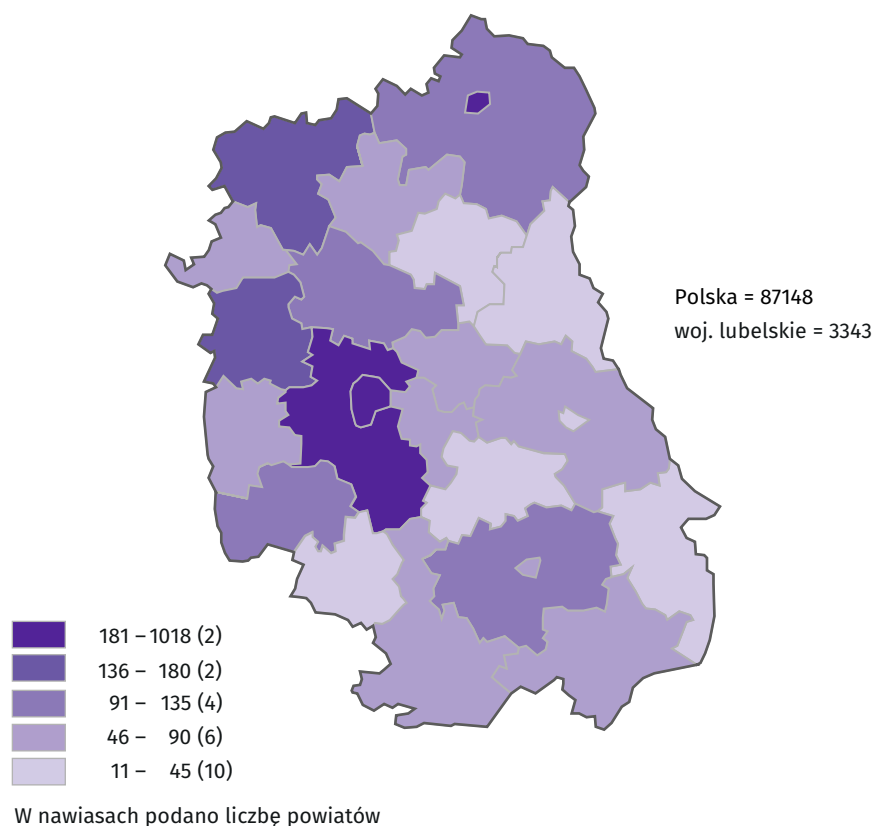 Polska = 87148
woj. lubelskie = 3343
181 – 1018 (2)
136 – 180 (2)
91 – 135 (4)
46 – 90 (6)
11 – 45 (10)
W nawiasach podano liczbę powiatów